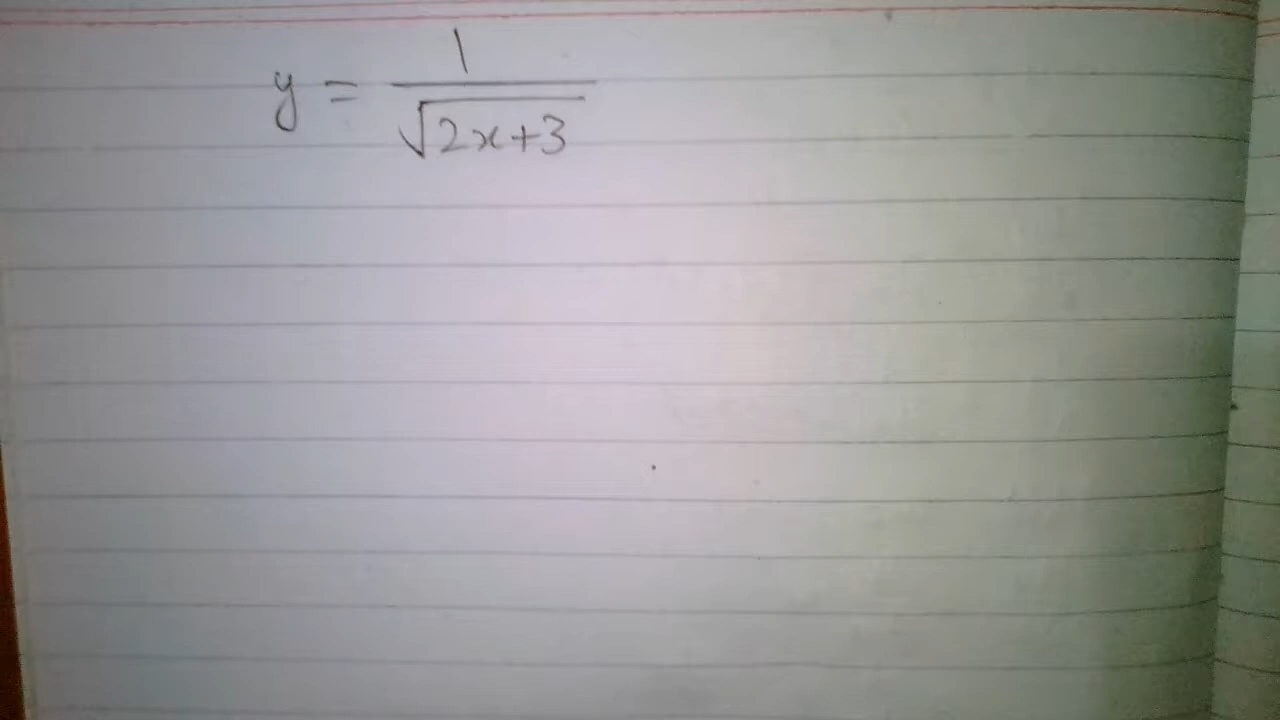 y = 1/√(2x+3)